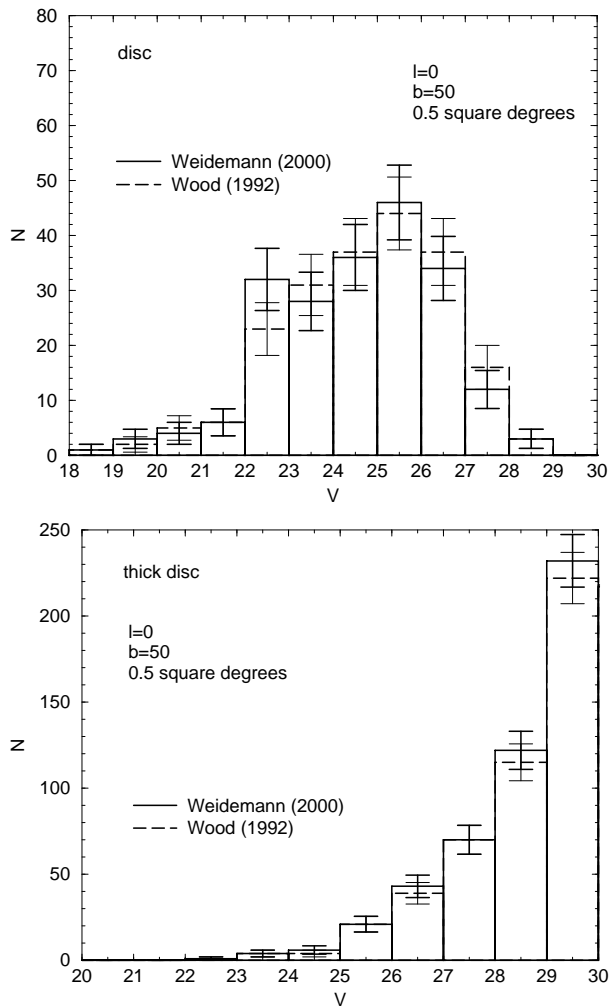 80
70
60
50
40
30
20
10
0
N
disc
l=0
b=50
0.5 square degrees
Weidemann (2000)
Wood (1992)
18 19 20 21 22 23 24 25 26 27 28 29 30
V
250
200
150
100
50
0
N
thick disc
l=0
b=50
0.5 square degrees
Weidemann (2000)
Wood (1992)
20 21 22 23 24 25 26 27 28 29 30
V